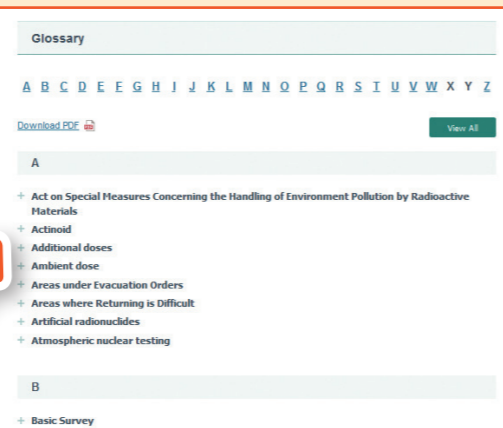 Glossary
A B C D E F G H I J K L M N O P Q R S T U V W X Y Z
Download PDF
View All
A
+ Act on Special Measures Concerning the Handling of Environment Pollution by Radioactive
Materials
+ Actinoid
+ Additional doses
+ Ambient dose
+ Areas under Evacuation Orders
+ Areas where Returning is Difficult
+ Artificial radionuclides
+ Atmospheric nuclear testing
B
+ Basic Survey